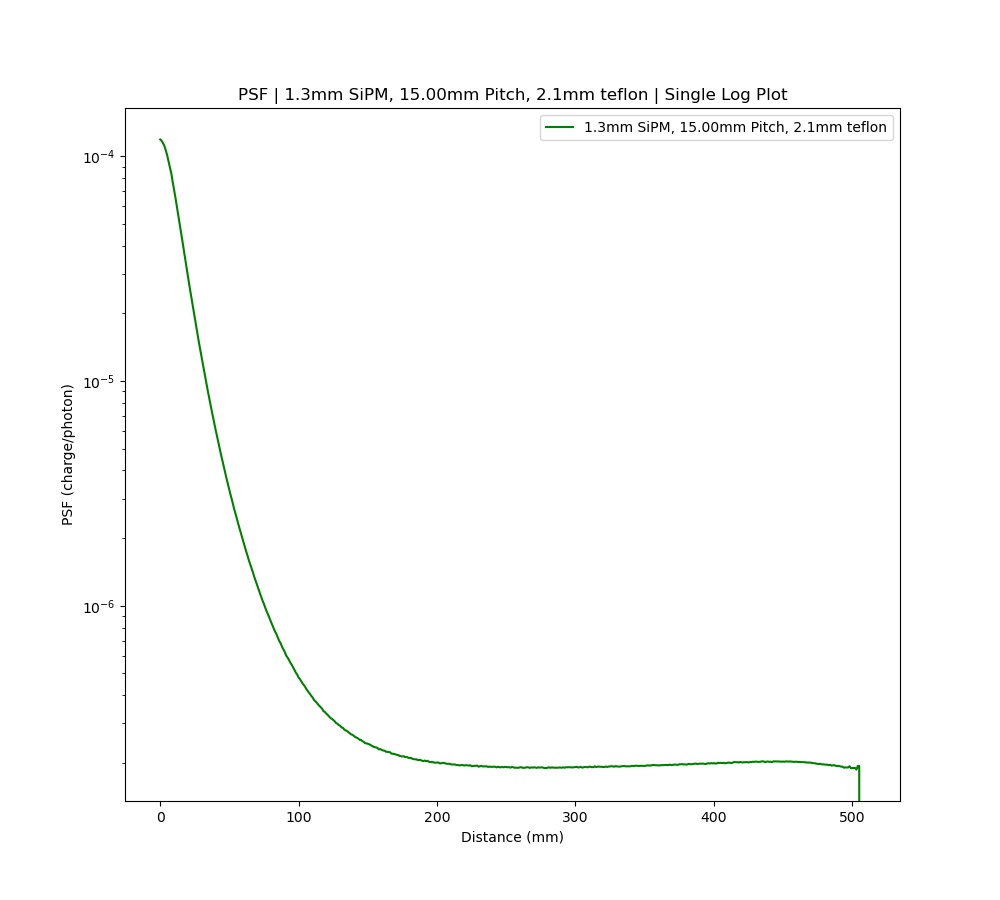 PSF | 1.3mm SiPM, 15.00mm Pitch, 2.1mm teflon | Single Log Plot
1.3mm SiPM, 15.00mm Pitch, 2.1mm teflon
PSF (charge/photon)
10⁻⁴
10⁻⁵
10⁻⁶
0 100 200 300 400 500
Distance (mm)